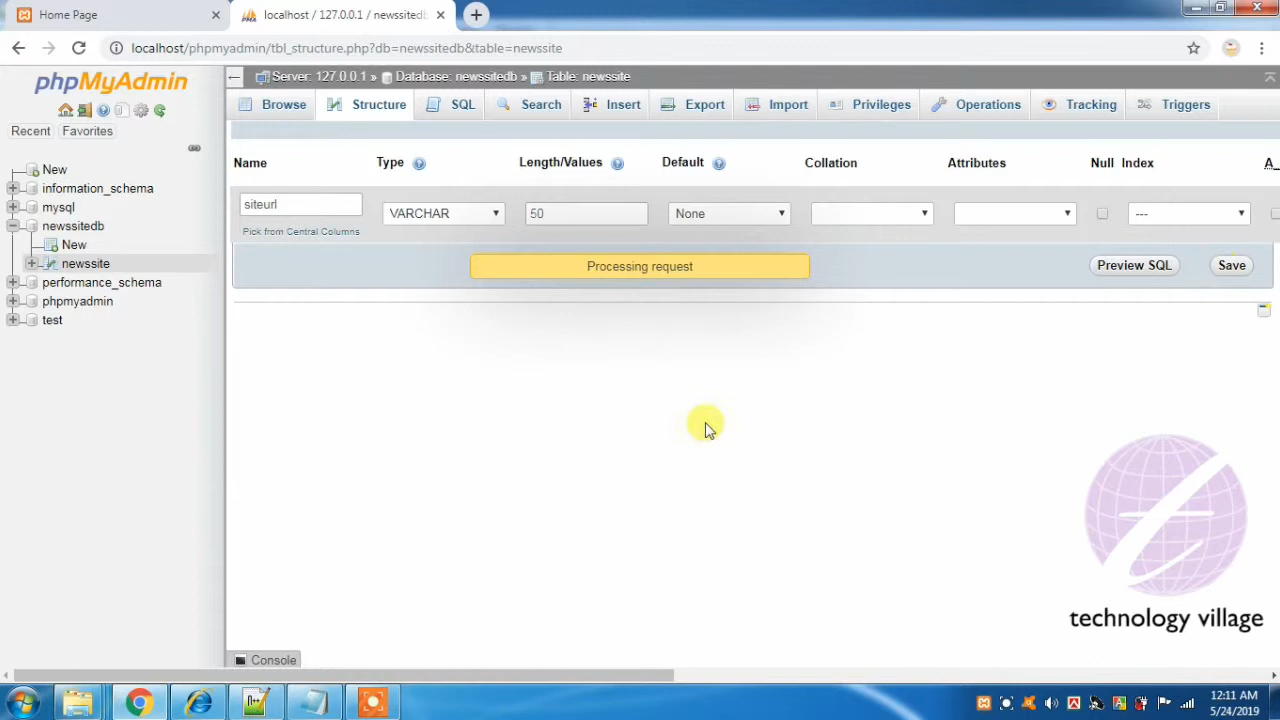 Home Page
localhost / 127.0.0.1 / newssitedb
localhost/phpmyadmin/tbl_structure.php?db=newssitedb&table=newssite
phpMyAdmin
Recent
Favorites
New
information_schema
mysql
newssitedb
New
newssite
performance_schema
phpmyadmin
test
Server: 127.0.0.1 » Database: newssitedb » Table: newssite
Browse Structure SQL Search Insert Export Import Privileges Operations Tracking Triggers
Name Type Length/Values Default Collation Attributes Null Index A_
siteurl VARCHAR 50 None ---
Pick from Central Columns
Processing request
Preview SQL
Save
technology village
Console
12:11 AM
5/24/2019